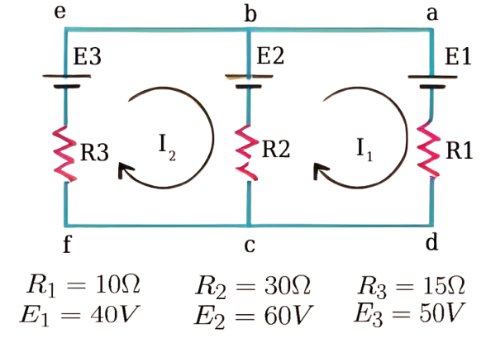 e b a
E3 E2 E1
R3 I₂ R2 I₁ R1
f c d
R₁ = 10Ω R₂ = 30Ω R₃ = 15Ω
E₁ = 40V E₂ = 60V E₃ = 50V